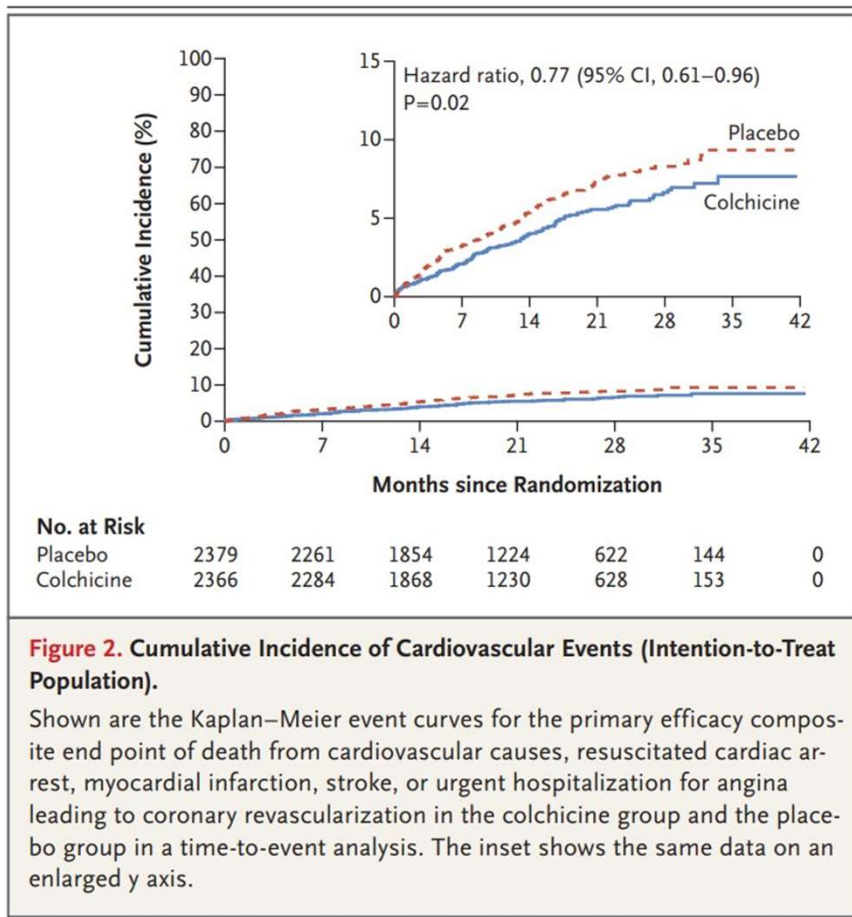 100
90
80
70
60
50
40
30
20
10
0
Cumulative Incidence (%)
15
10
5
0
Hazard ratio, 0.77 (95% CI, 0.61–0.96)
P=0.02
Placebo
Colchicine
0 7 14 21 28 35 42
0 7 14 21 28 35 42
Months since Randomization
No. at Risk
Placebo 2379 2261 1854 1224 622 144 0
Colchicine 2366 2284 1868 1230 628 153 0
Figure 2. Cumulative Incidence of Cardiovascular Events (Intention-to-Treat
Population).
Shown are the Kaplan–Meier event curves for the primary efficacy compos-
ite end point of death from cardiovascular causes, resuscitated cardiac ar-
rest, myocardial infarction, stroke, or urgent hospitalization for angina
leading to coronary revascularization in the colchicine group and the place-
bo group in a time-to-event analysis. The inset shows the same data on an
enlarged y axis.